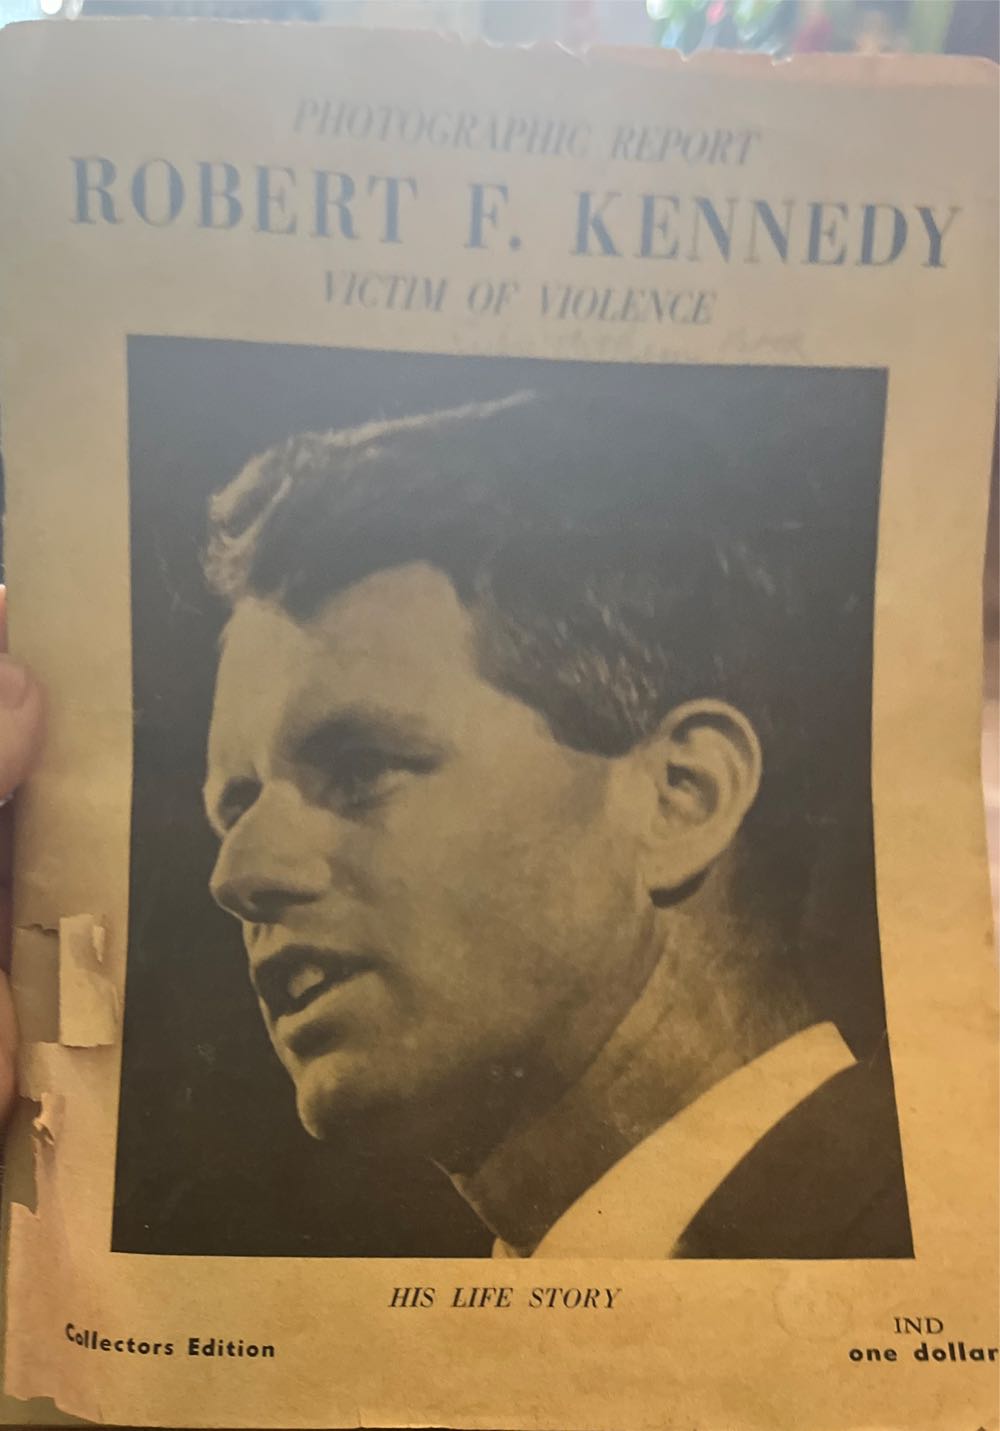 PHOTOGRAPHIC REPORT
ROBERT F. KENNEDY
VICTIM OF VIOLENCE
HIS LIFE STORY
Collectors Edition
IND
one dollar